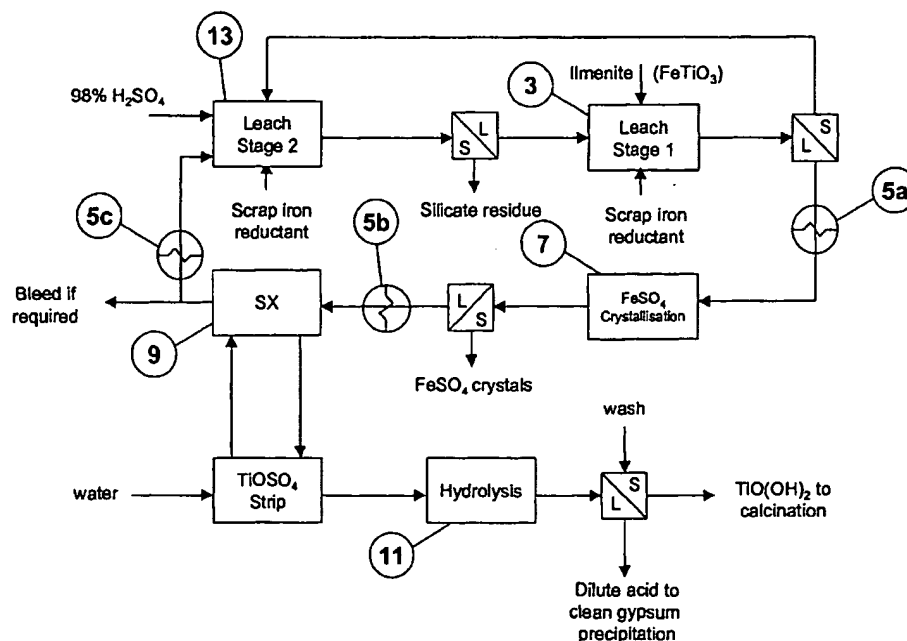 13
Ilmenite (FeTiO₃)
3
98% H₂SO₄
Leach
Stage 2
S L
Leach
Stage 1
S L
Scrap iron
reductant
Silicate residue
Scrap iron
reductant
5a
5c
5b
7
Bleed if
required
SX
L S
FeSO₄
Crystallisation
9
FeSO₄ crystals
wash
water
TiOSO₄
Strip
Hydrolysis
L S
TiO(OH)₂ to
calcination
11
Dilute acid to
clean gypsum
precipitation